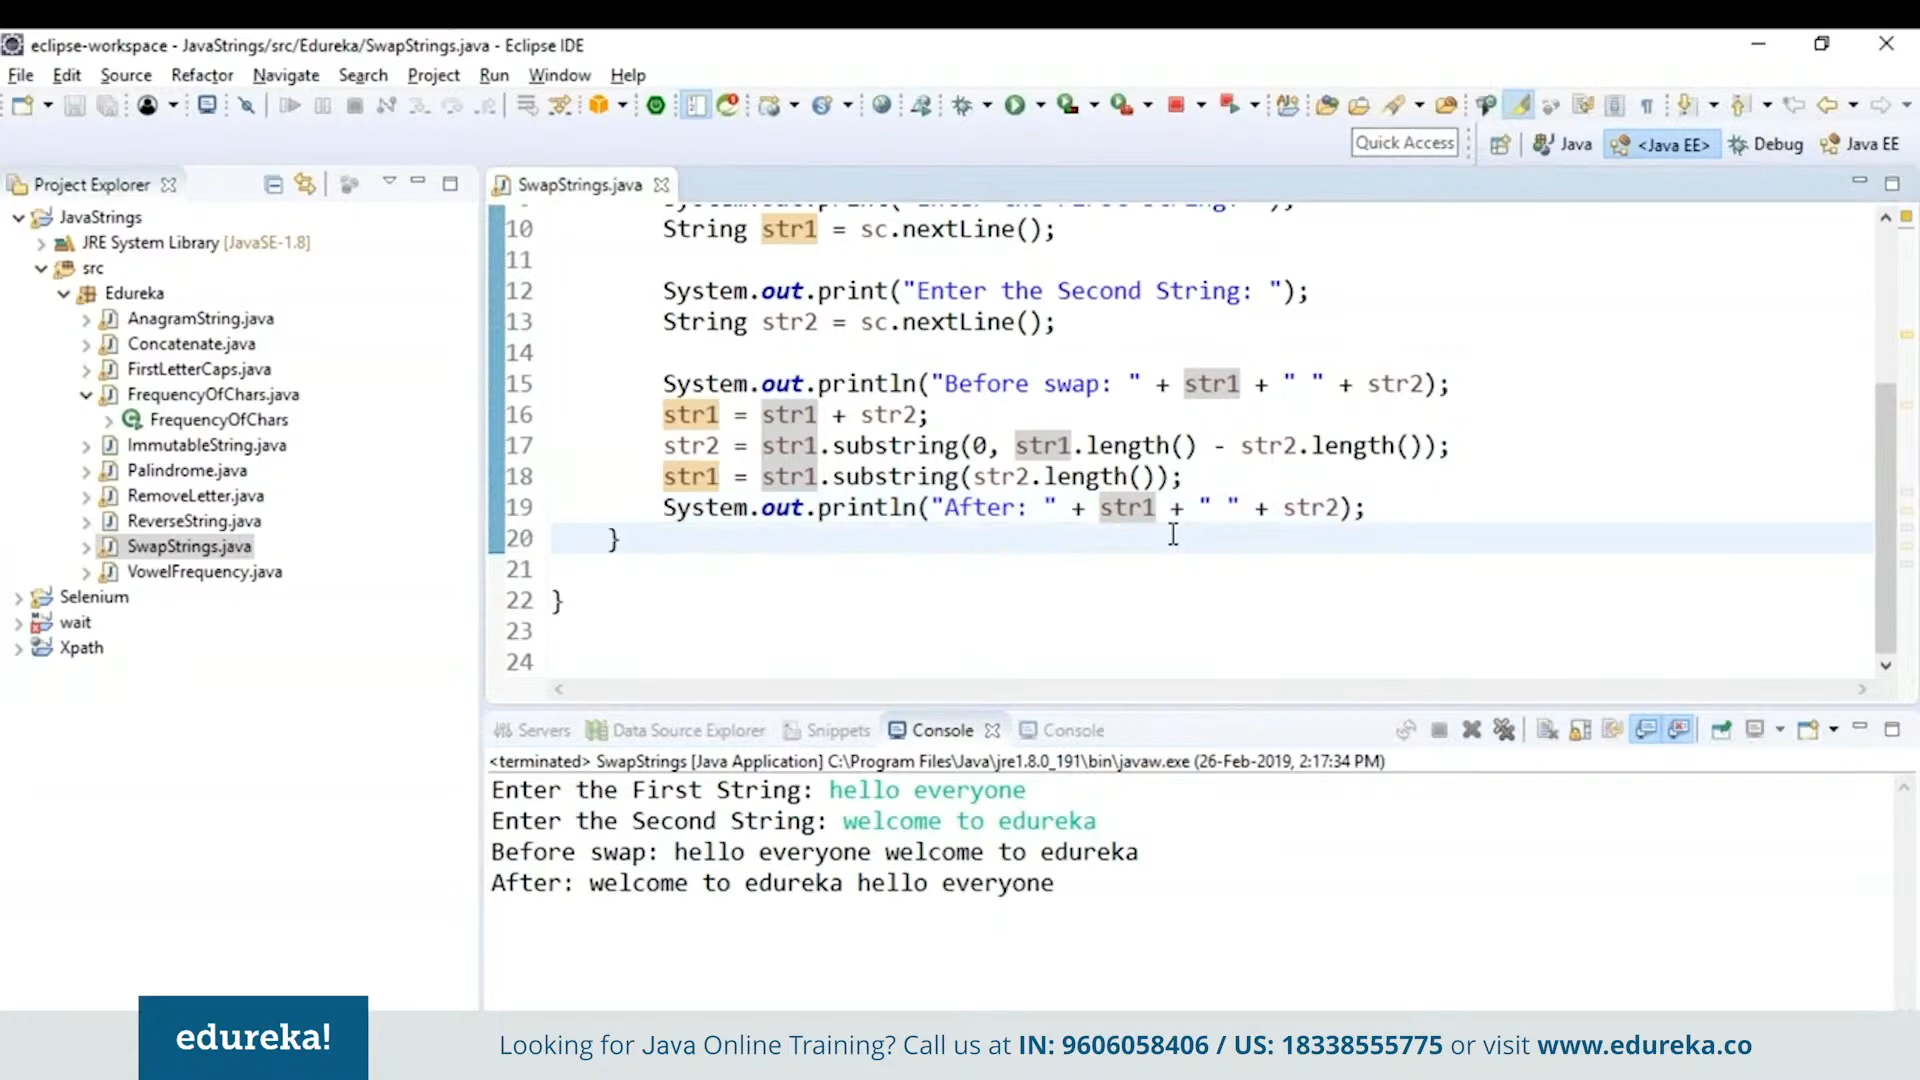 eclipse-workspace - JavaStrings/src/Edureka/SwapStrings.java - Eclipse IDE
File Edit Source Refactor Navigate Search Project Run Window Help
Quick Access Java <Java EE> Debug Java EE
Project Explorer
JavaStrings
JRE System Library [JavaSE-1.8]
src
Edureka
AnagramString.java
Concatenate.java
FirstLetterCaps.java
FrequencyOfChars.java
FrequencyOfChars
ImmutableString.java
Palindrome.java
RemoveLetter.java
ReverseString.java
SwapStrings.java
VowelFrequency.java
Selenium
wait
Xpath
SwapStrings.java
10 String str1 = sc.nextLine();
11
12 System.out.print("Enter the Second String: ");
13 String str2 = sc.nextLine();
14
15 System.out.println("Before swap: " + str1 + " " + str2);
16 str1 = str1 + str2;
17 str2 = str1.substring(0, str1.length() - str2.length());
18 str1 = str1.substring(str2.length());
19 System.out.println("After: " + str1 + " " + str2);
20 }
21
22 }
23
24
Servers Data Source Explorer Snippets Console Console
<terminated> SwapStrings [Java Application] C:\Program Files\Java\jre1.8.0_191\bin\javaw.exe (26-Feb-2019, 2:17:34 PM)
Enter the First String: hello everyone
Enter the Second String: welcome to edureka
Before swap: hello everyone welcome to edureka
After: welcome to edureka hello everyone
edureka!
Looking for Java Online Training? Call us at IN: 9606058406 / US: 18338555775 or visit www.edureka.co